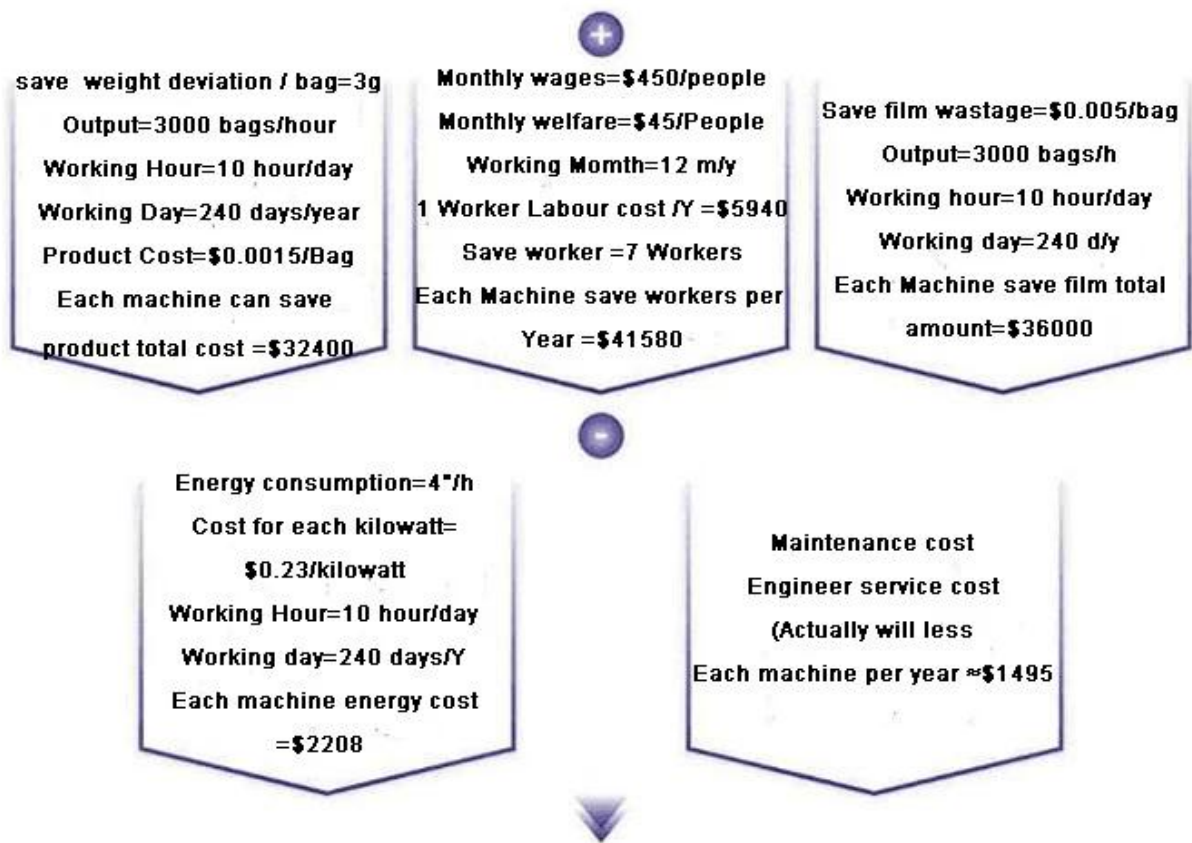 +
save weight deviation / bag=3g
Output=3000 bags/hour
Working Hour=10 hour/day
Working Day=240 days/year
Product Cost=$0.0015/Bag
Each machine can save
product total cost =$32400
Monthly wages=$450/people
Monthly welfare=$45/People
Working Momth=12 m/y
1 Worker Labour cost /Y =$5940
Save worker =7 Workers
Each Machine save workers per
Year =$41580
Save film wastage=$0.005/bag
Output=3000 bags/h
Working hour=10 hour/day
Working day=240 d/y
Each Machine save film total
amount=$36000
-
Energy consumption=4"/h
Cost for each kilowatt=
$0.23/kilowatt
Working Hour=10 hour/day
Working day=240 days/Y
Each machine energy cost
=$2208
Maintenance cost
Engineer service cost
(Actually will less
Each machine per year ≈$1495